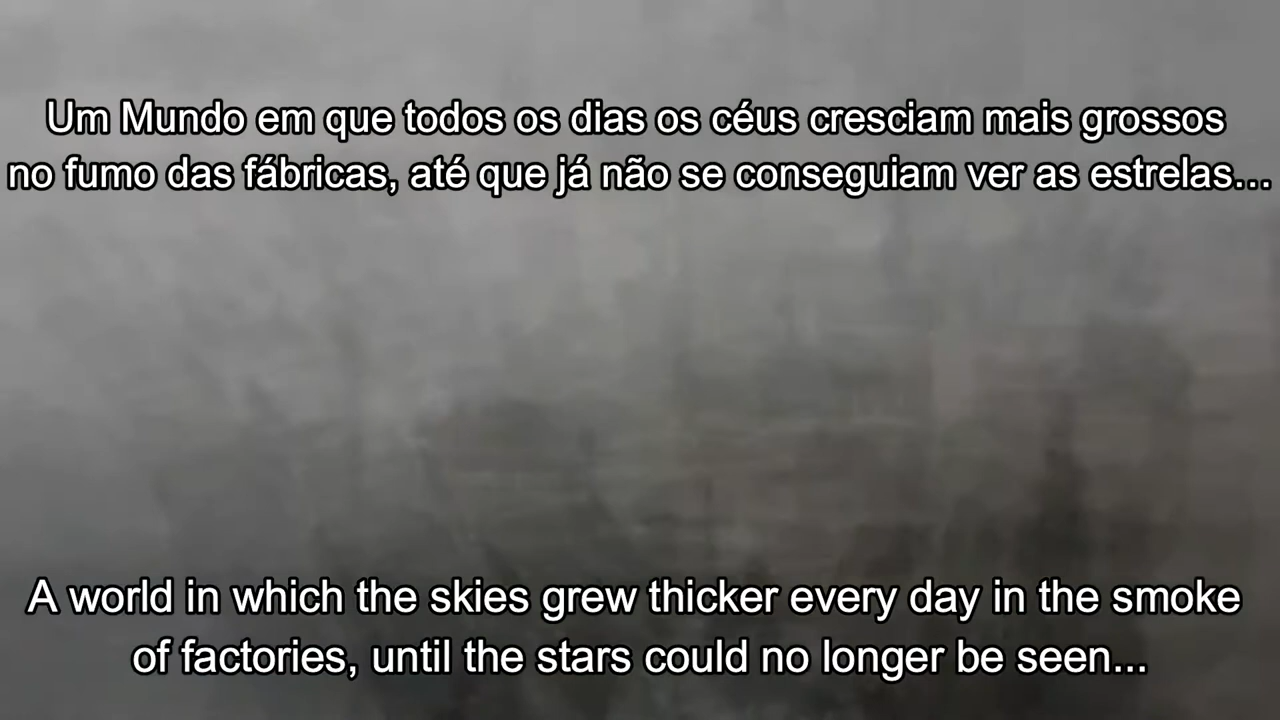 Um Mundo em que todos os dias os céus cresciam mais grossos
no fumo das fábricas, até que já não se conseguiam ver as estrelas...
A world in which the skies grew thicker every day in the smoke
of factories, until the stars could no longer be seen...